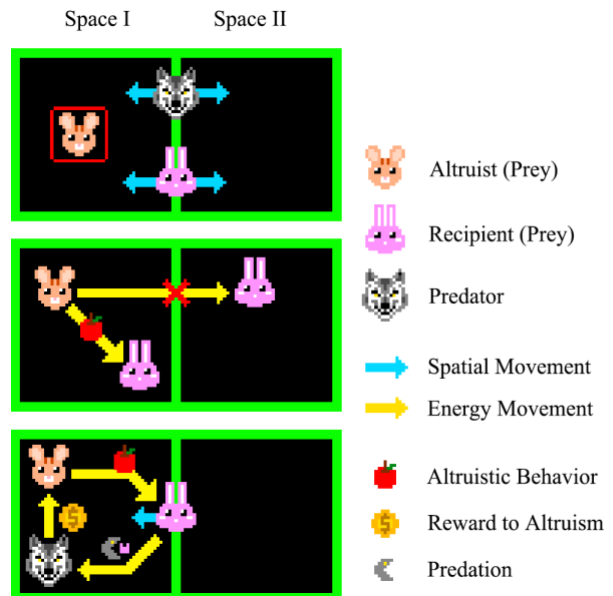 Space I
Space II
Altruist (Prey)
Recipient (Prey)
Predator
Spatial Movement
Energy Movement
Altruistic Behavior
Reward to Altruism
Predation